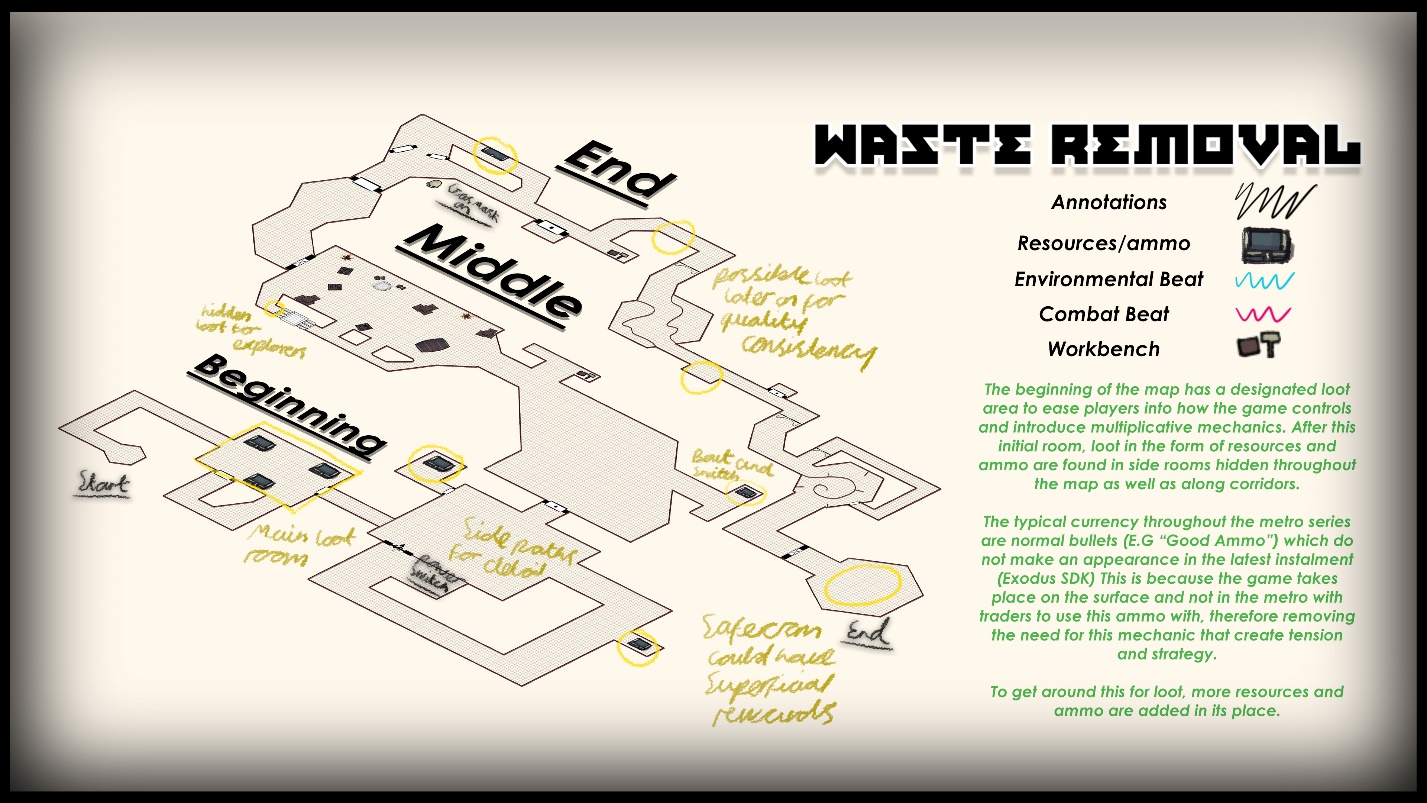 WASTE REMOVAL
Annotations
Resources/ammo
Environmental Beat
Combat Beat
Workbench
The beginning of the map has a designated loot
area to ease players into how the game controls
and introduce multiplicative mechanics. After this
initial room, loot in the form of resources and
ammo are found in side rooms hidden throughout
the map as well as along corridors.
The typical currency throughout the metro series
are normal bullets (E.G “Good Ammo”) which do
not make an appearance in the latest instalment
(Exodus SDK) This is because the game takes
place on the surface and not in the metro with
traders to use this ammo with, therefore removing
the need for this mechanic that create tension
and strategy.
To get around this for loot, more resources and
ammo are added in its place.
End
Gas mask
on
Middle
possible loot
later on for
quality
consistency
hidden
loot for
explorers
Beginning
Start
Main loot
room
Side paths
for detail
Power
switch
Boat and
switch
End
Saferoom
could have
Superficial
rewards